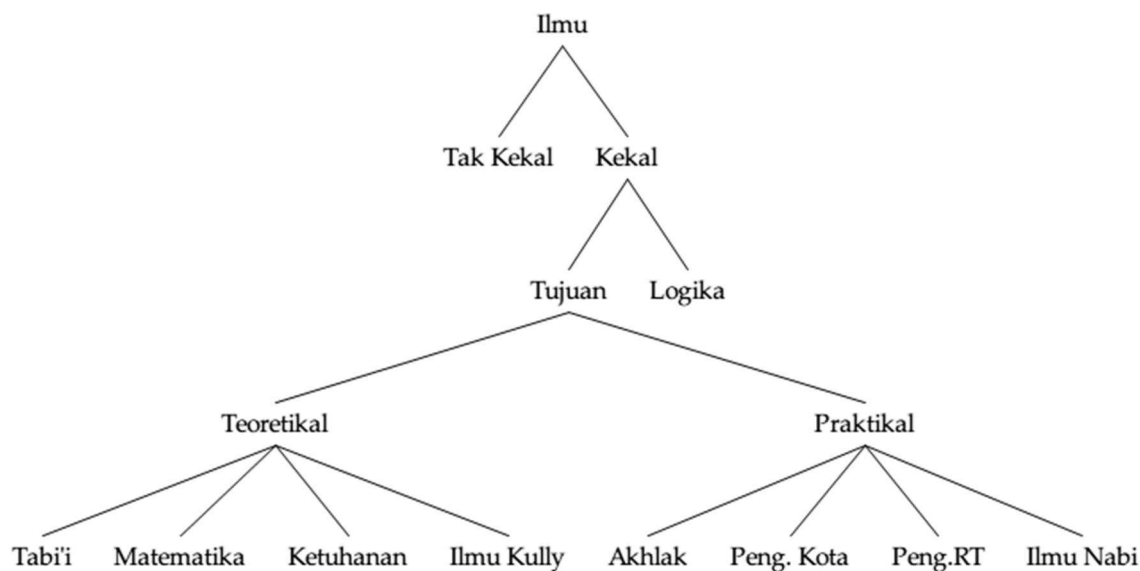 Ilmu
Tak Kekal Kekal
Tujuan Logika
Teoretikal Praktikal
Tabi'i Matematika Ketuhanan Ilmu Kully Akhlak Peng. Kota Peng.RT Ilmu Nabi